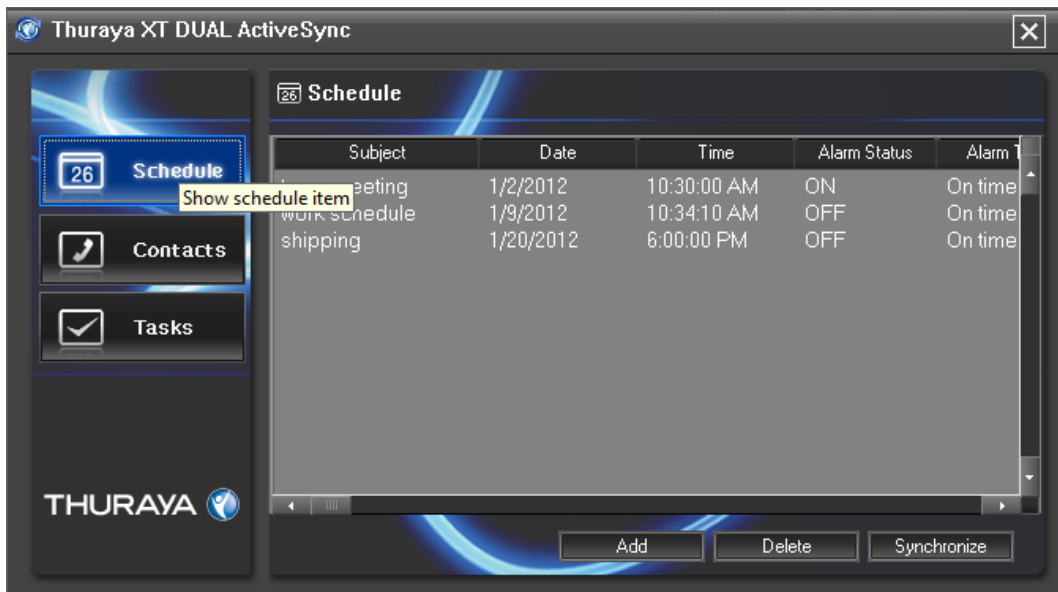 Thuraya XT DUAL ActiveSync
26 Schedule
Subject Date Time Alarm Status Alarm T
eeting 1/2/2012 10:30:00 AM ON On time
work schedule 1/9/2012 10:34:10 AM OFF On time
shipping 1/20/2012 6:00:00 PM OFF On time
26 Schedule
Show schedule item
Contacts
Tasks
THURAYA
Add Delete Synchronize